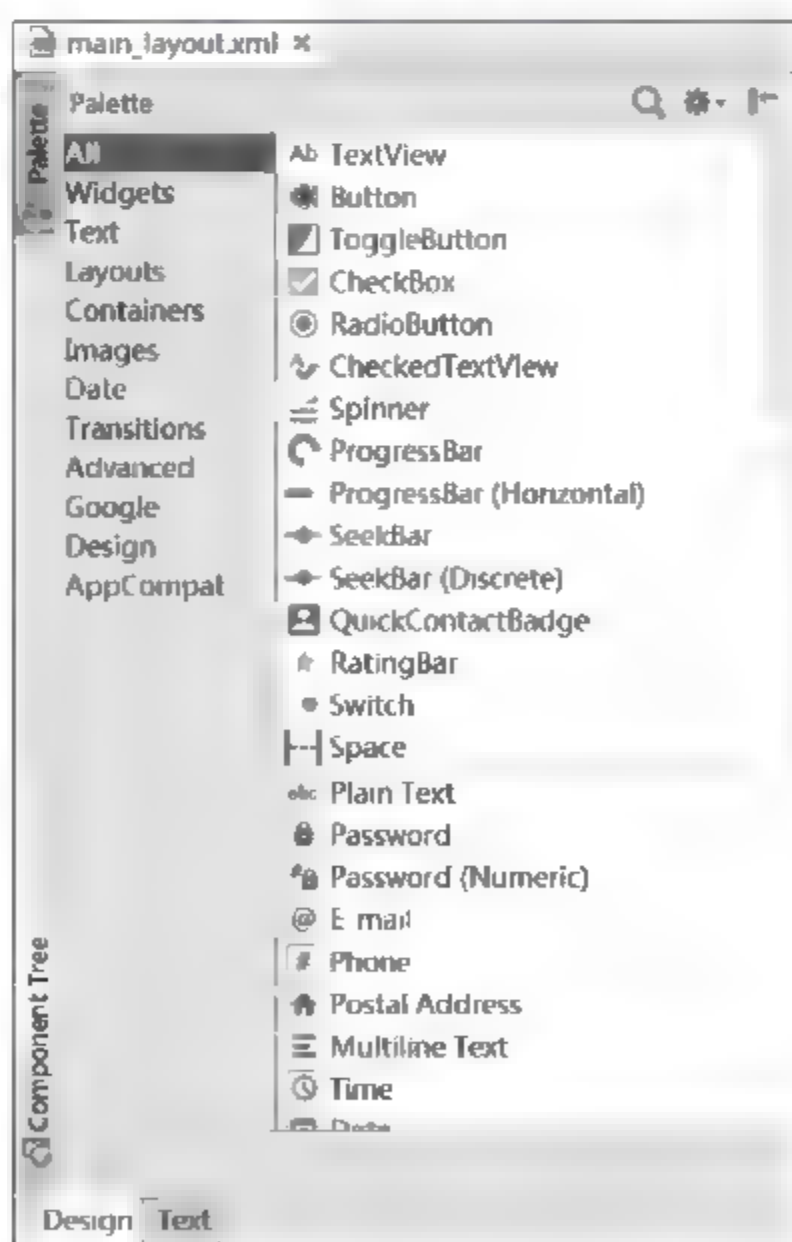 main_layout.xml ×
Palette
Palette
All
Widgets
Text
Layouts
Containers
Images
Date
Transitions
Advanced
Google
Design
AppCompat
Ab TextView
Button
ToggleButton
CheckBox
RadioButton
CheckedTextView
Spinner
ProgressBar
ProgressBar (Horizontal)
SeekBar
SeekBar (Discrete)
QuickContactBadge
RatingBar
Switch
Space
abc Plain Text
Password
Password (Numeric)
@ E-mail
# Phone
Postal Address
Multiline Text
Time
Date
Component Tree
Design Text